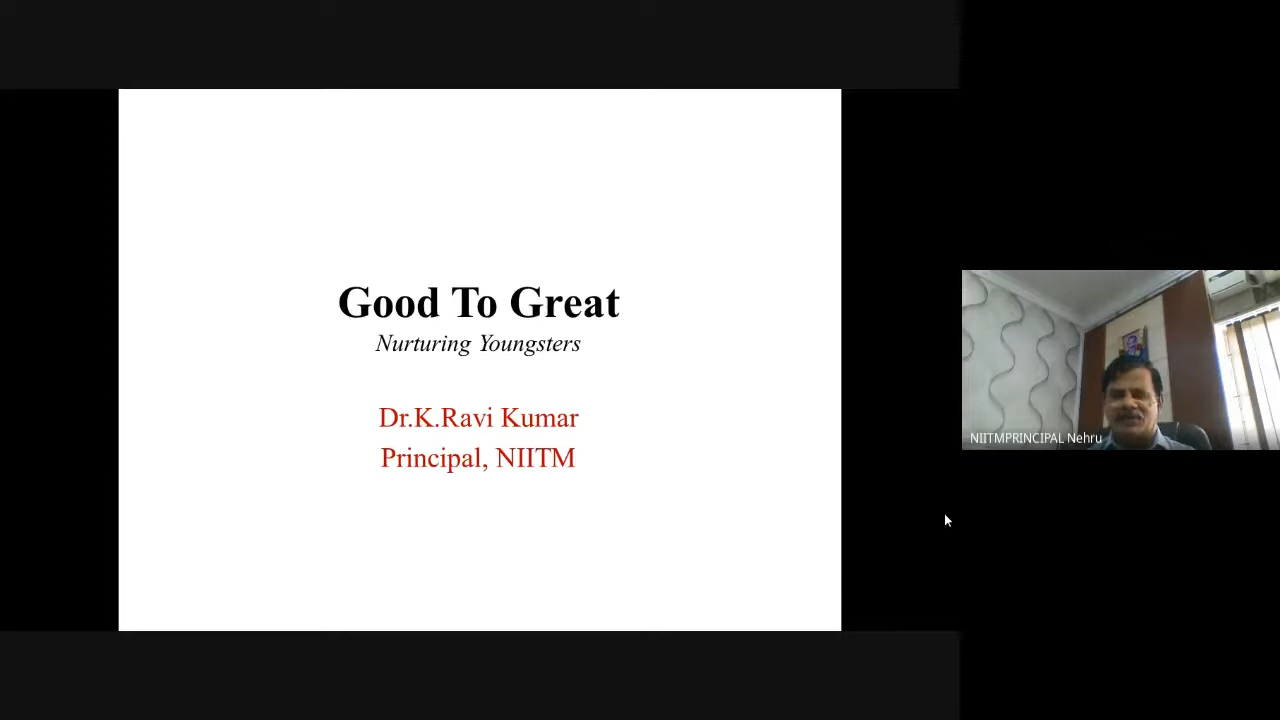 Good To Great
Nurturing Youngsters
Dr.K.Ravi Kumar
Principal, NIITM
NIITMPRINCIPAL Nehru